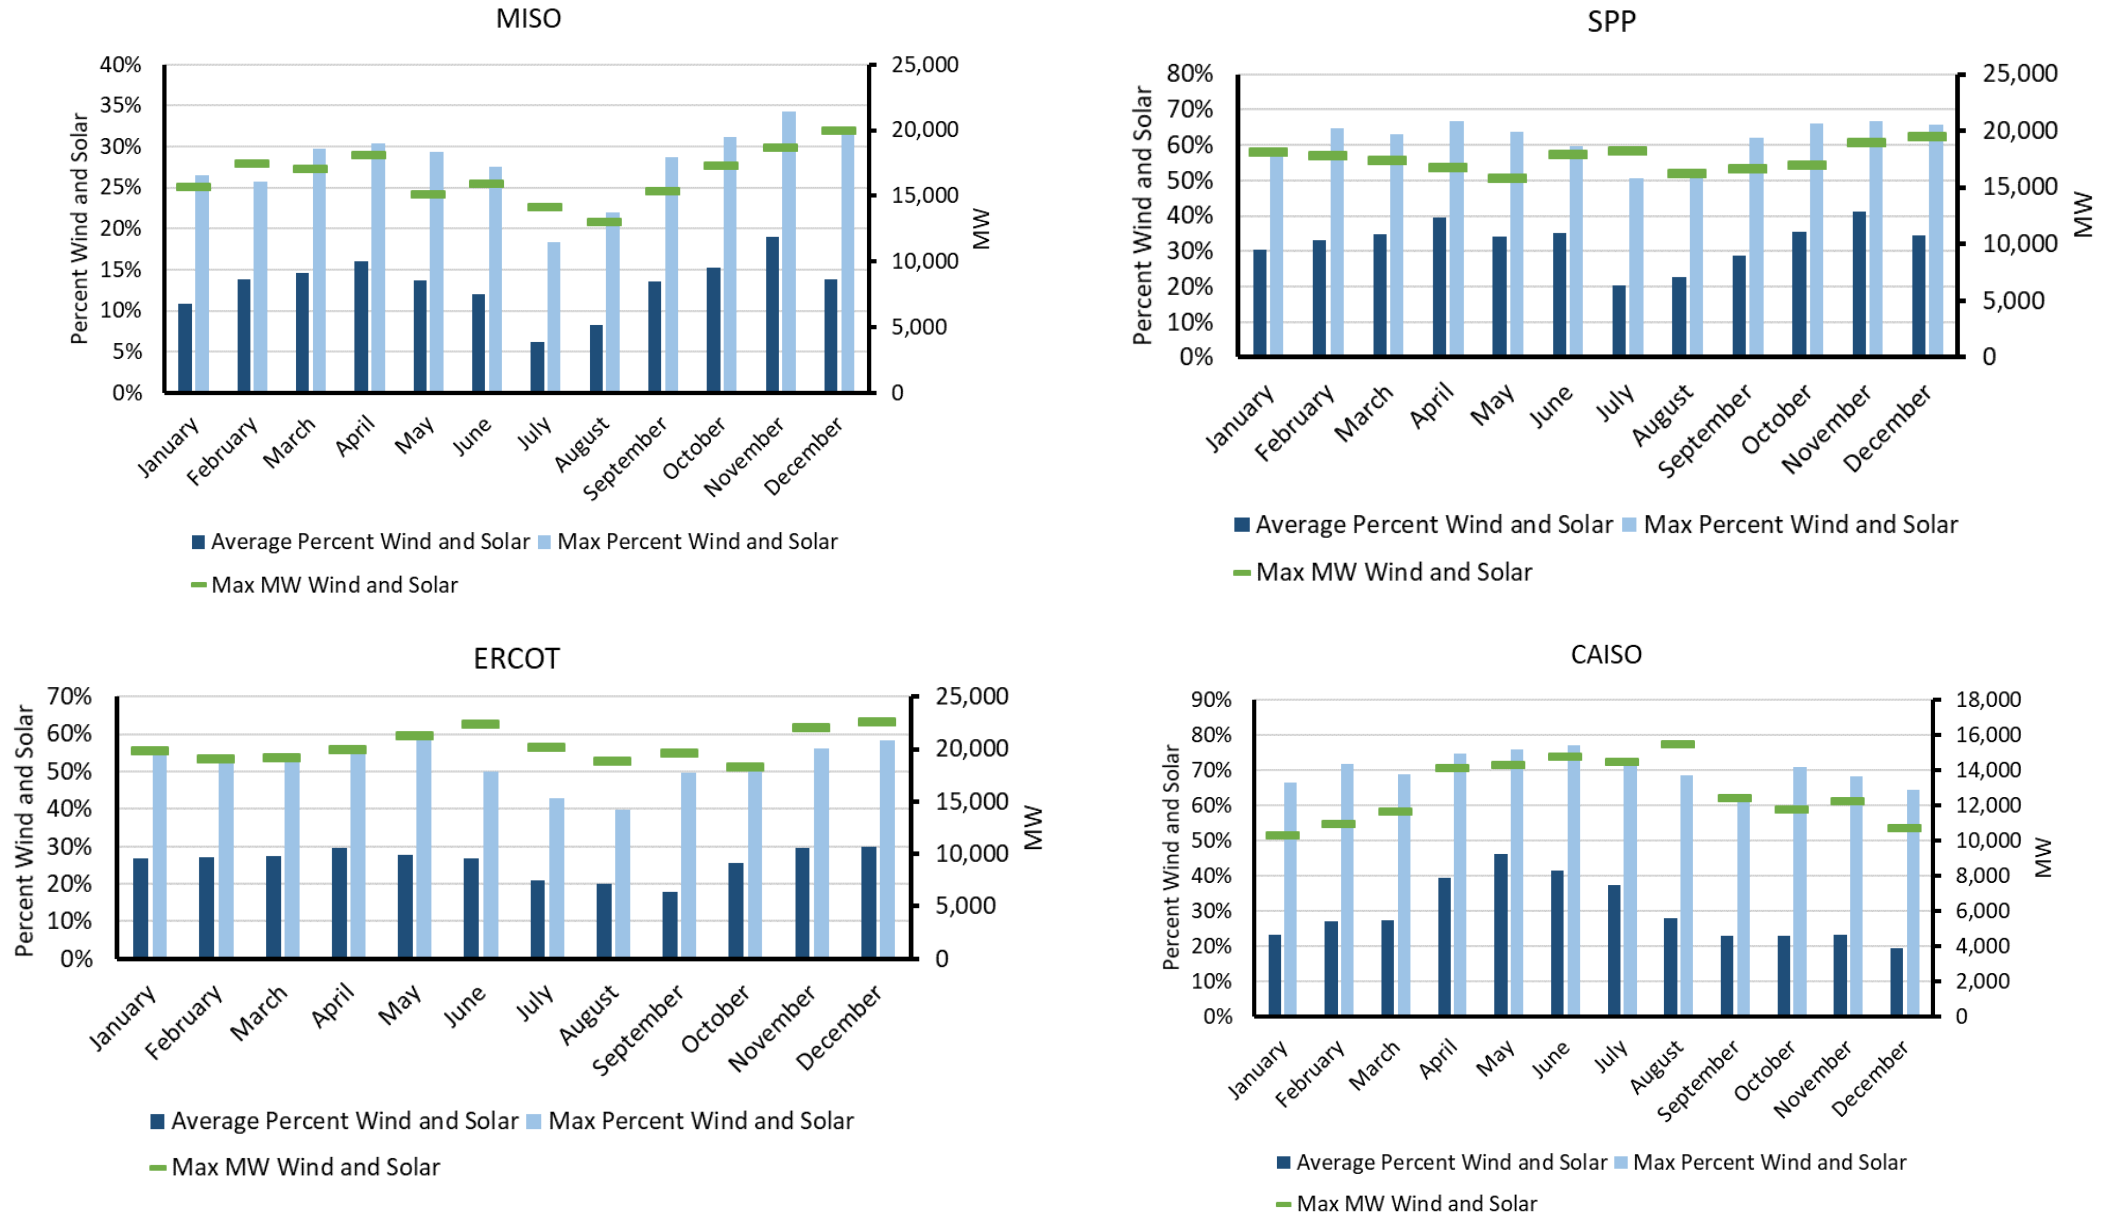 MISO
Percent Wind and Solar
40%
35%
30%
25%
20%
15%
10%
5%
0%
25,000
20,000
15,000
10,000
5,000
0
MW
January
February
March
April
May
June
July
August
September
October
November
December
Average Percent Wind and Solar
Max Percent Wind and Solar
Max MW Wind and Solar
SPP
Percent Wind and Solar
80%
70%
60%
50%
40%
30%
20%
10%
0%
25,000
20,000
15,000
10,000
5,000
0
MW
January
February
March
April
May
June
July
August
September
October
November
December
Average Percent Wind and Solar
Max Percent Wind and Solar
Max MW Wind and Solar
ERCOT
Percent Wind and Solar
70%
60%
50%
40%
30%
20%
10%
0%
25,000
20,000
15,000
10,000
5,000
0
MW
January
February
March
April
May
June
July
August
September
October
November
December
Average Percent Wind and Solar
Max Percent Wind and Solar
Max MW Wind and Solar
CAISO
Percent Wind and Solar
90%
80%
70%
60%
50%
40%
30%
20%
10%
0%
18,000
16,000
14,000
12,000
10,000
8,000
6,000
4,000
2,000
0
MW
January
February
March
April
May
June
July
August
September
October
November
December
Average Percent Wind and Solar
Max Percent Wind and Solar
Max MW Wind and Solar